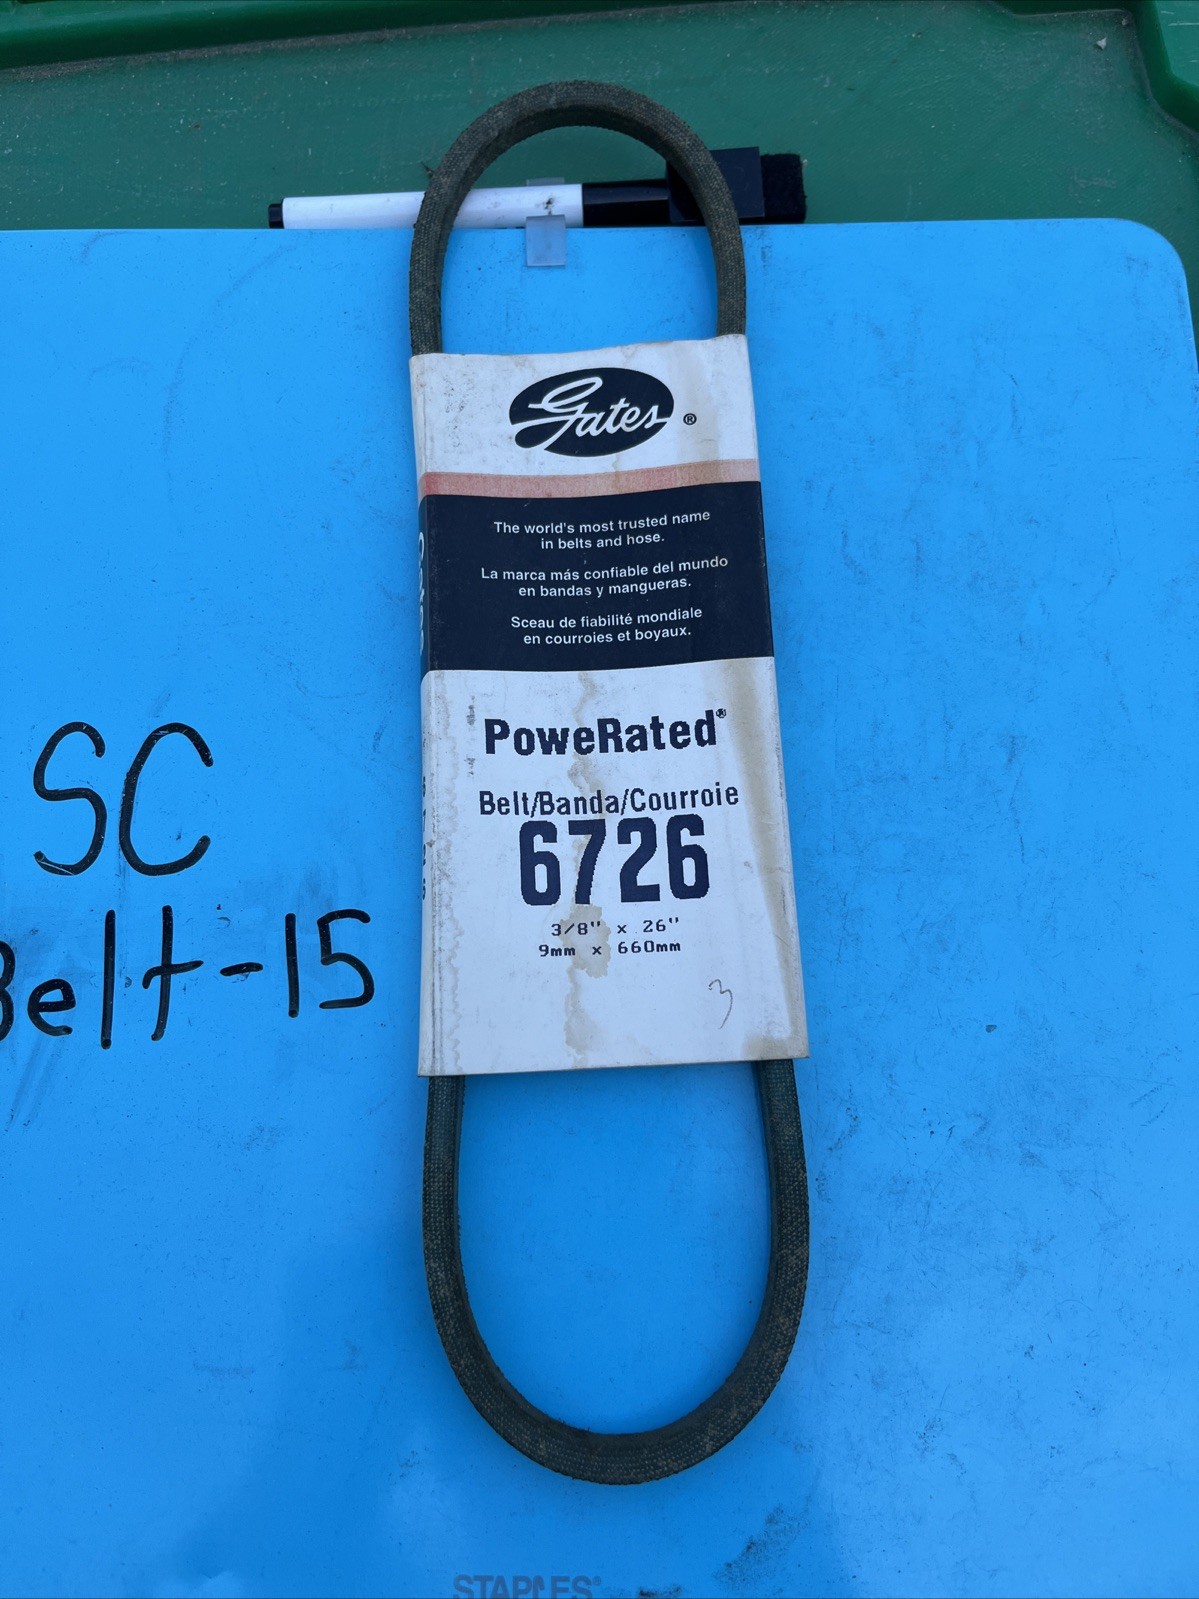 Gates®
The world's most trusted name
in belts and hose.
La marca más confiable del mundo
en bandas y mangueras.
Sceau de fiabilité mondiale
en courroies et boyaux.
PoweRated®
Belt/Banda/Courroie
6726
3/8" x 26"
9mm x 660mm
3
SC
Belt-15
STAPLES®